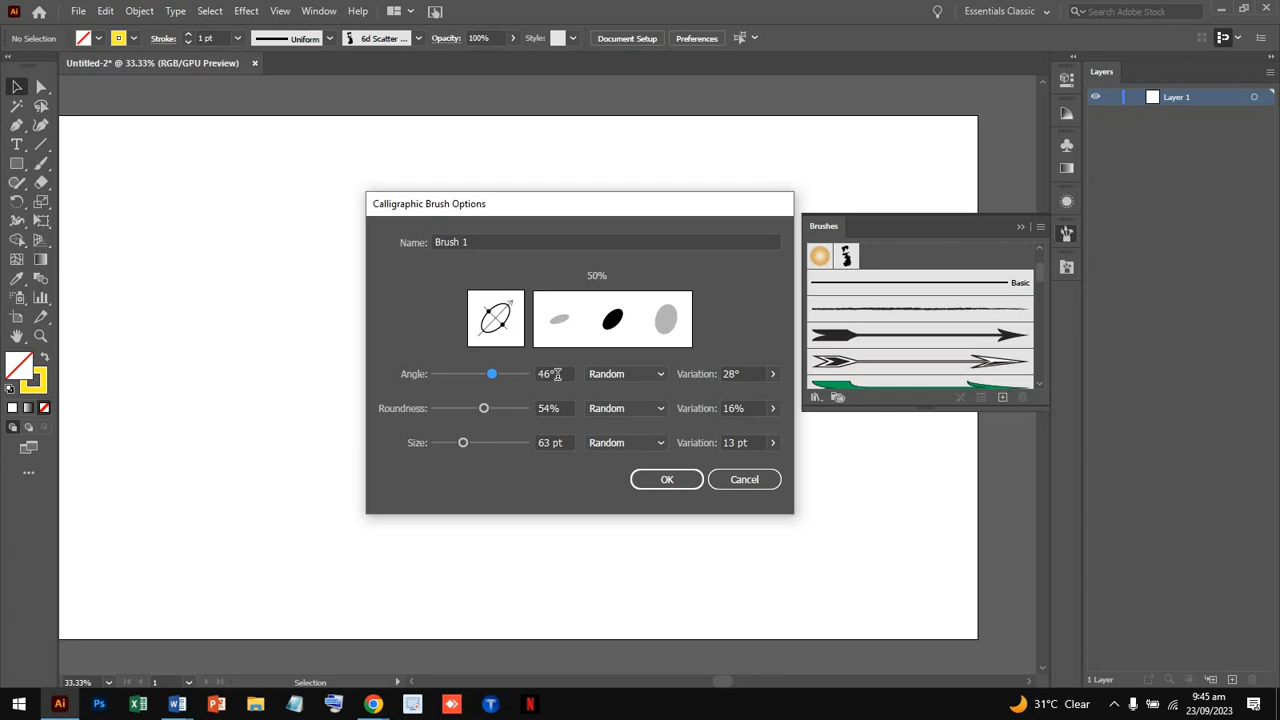 Ai File Edit Object Type Select Effect View Window Help Essentials Classic Search Adobe Stock
No Selection Stroke: 1 pt Uniform 6d Scatter ... Opacity: 100% Style: Document Setup Preferences
Untitled-2* @ 33.33% (RGB/GPU Preview)
Layers
Layer 1
Calligraphic Brush Options
Name: Brush 1
50%
Angle: 46° Random Variation: 28°
Roundness: 54% Random Variation: 16%
Size: 63 pt Random Variation: 13 pt
OK Cancel
Brushes
Basic
33.33% 1 Selection
1 Layer
31°C Clear
9:45 am
23/09/2023